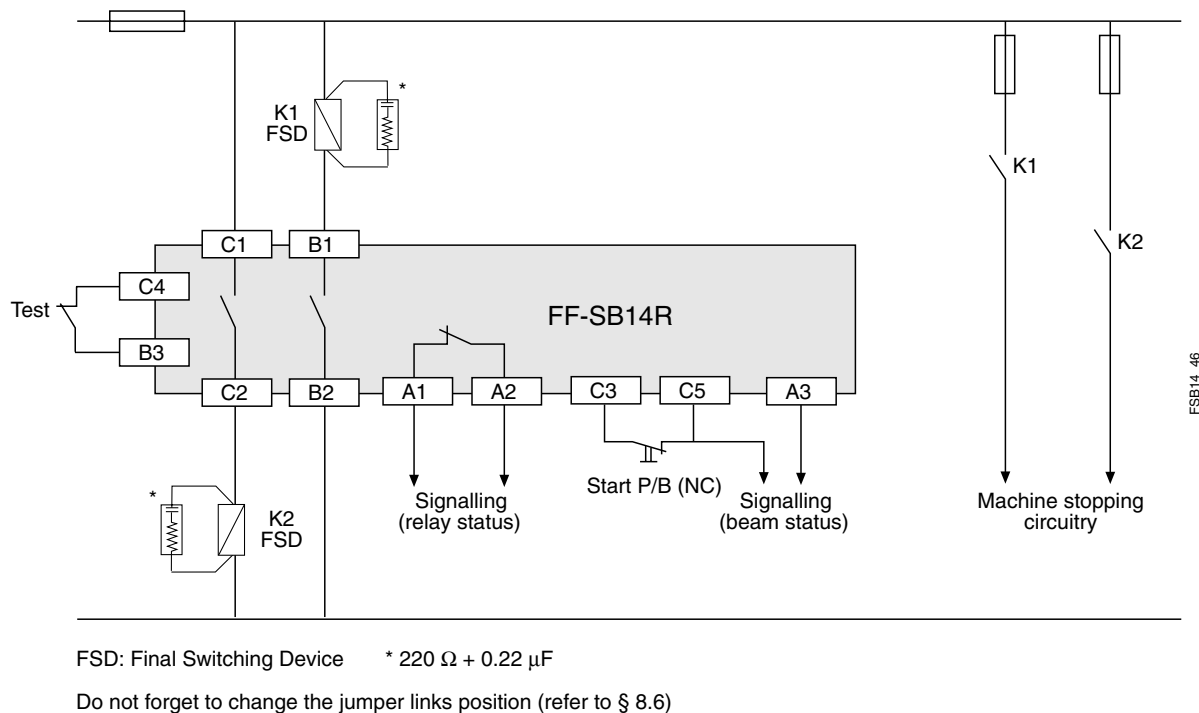 *
K1
FSD
K1
K2
C1
B1
C4
Test
FF-SB14R
B3
C2
B2
A1
A2
C3
C5
A3
FSB14_46
Start P/B (NC)
Signalling
(relay status)
Signalling
(beam status)
Machine stopping
circuitry
*
K2
FSD
FSD: Final Switching Device * 220 Ω + 0.22 µF
Do not forget to change the jumper links position (refer to § 8.6)